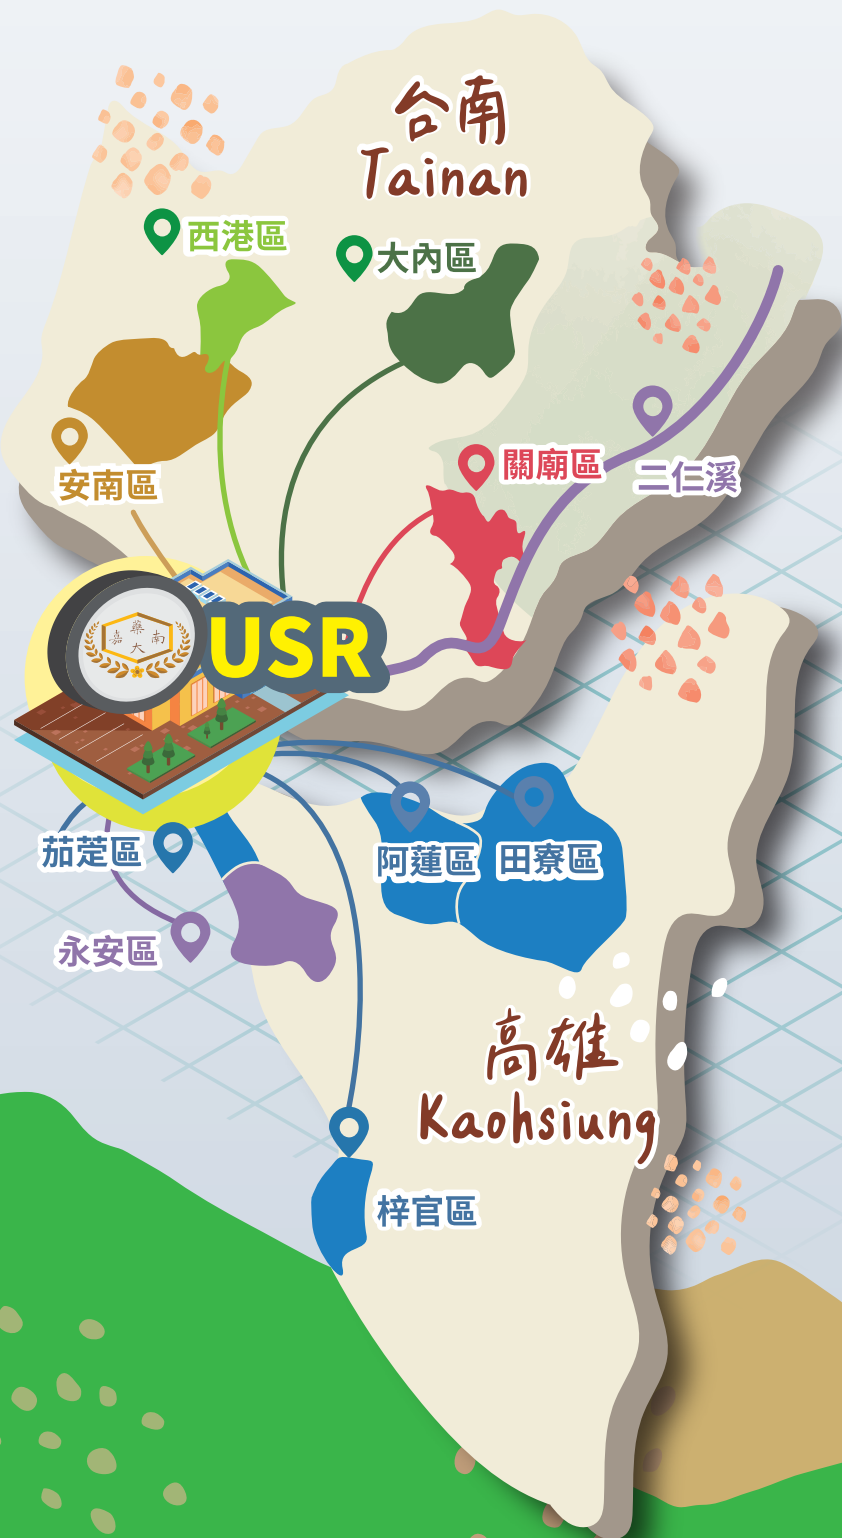 台南
Tainan
西港區
大內區
關廟區
二仁溪
安南區
嘉藥南大
USR
茄萣區
阿蓮區
田寮區
永安區
高雄
Kaohsiung
梓官區